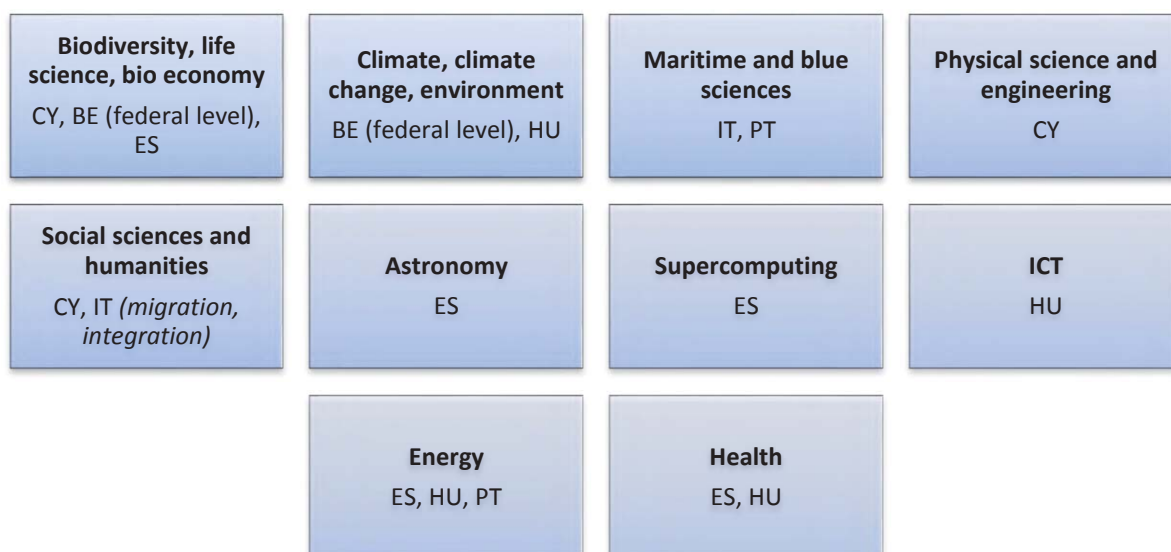 Biodiversity, life
science, bio economy
CY, BE (federal level),
ES
Climate, climate
change, environment
BE (federal level), HU
Maritime and blue
sciences
IT, PT
Physical science and
engineering
CY
Social sciences and
humanities
CY, IT (migration,
integration)
Astronomy
ES
Supercomputing
ES
ICT
HU
Energy
ES, HU, PT
Health
ES, HU